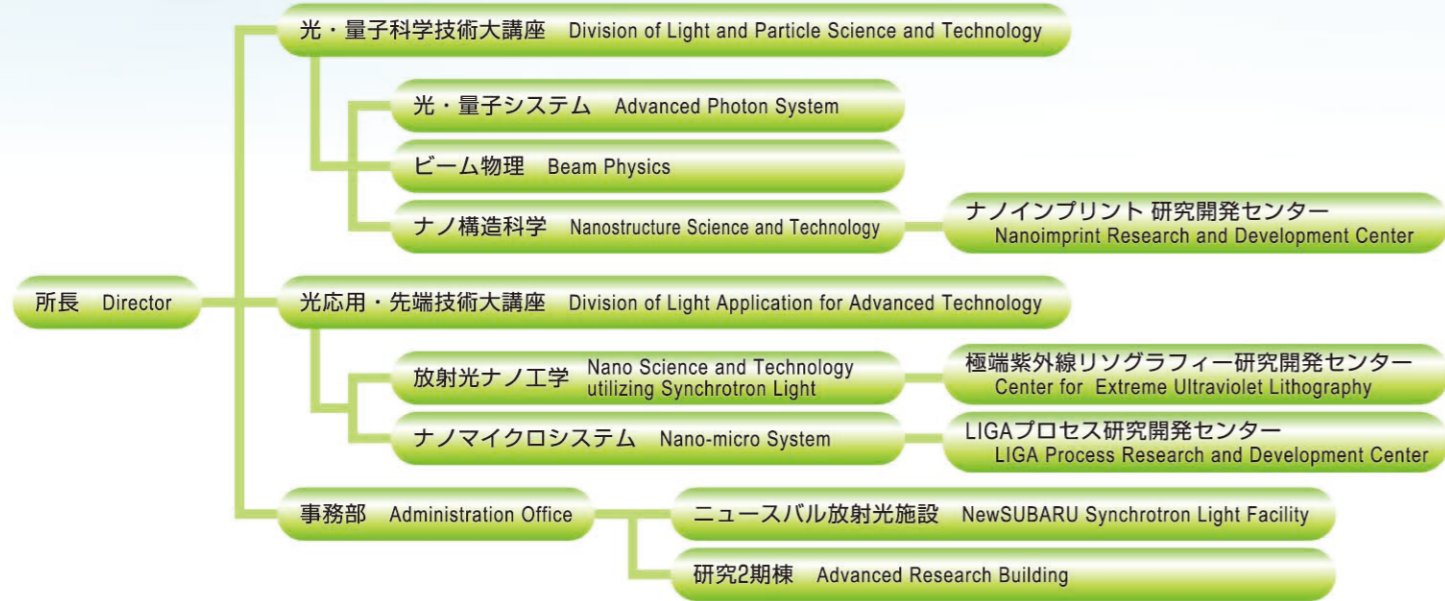 光・量子科学技術大講座 Division of Light and Particle Science and Technology
光・量子システム Advanced Photon System
ビーム物理 Beam Physics
ナノ構造科学 Nanostructure Science and Technology
ナノインプリント 研究開発センター
Nanoimprint Research and Development Center
所長 Director
光応用・先端技術大講座 Division of Light Application for Advanced Technology
放射光ナノ工学 Nano Science and Technology
utilizing Synchrotron Light
極端紫外線リソグラフィー研究開発センター
Center for Extreme Ultraviolet Lithography
ナノマイクロシステム Nano-micro System
LIGAプロセス研究開発センター
LIGA Process Research and Development Center
事務部 Administration Office
ニュースバル放射光施設 NewSUBARU Synchrotron Light Facility
研究2期棟 Advanced Research Building